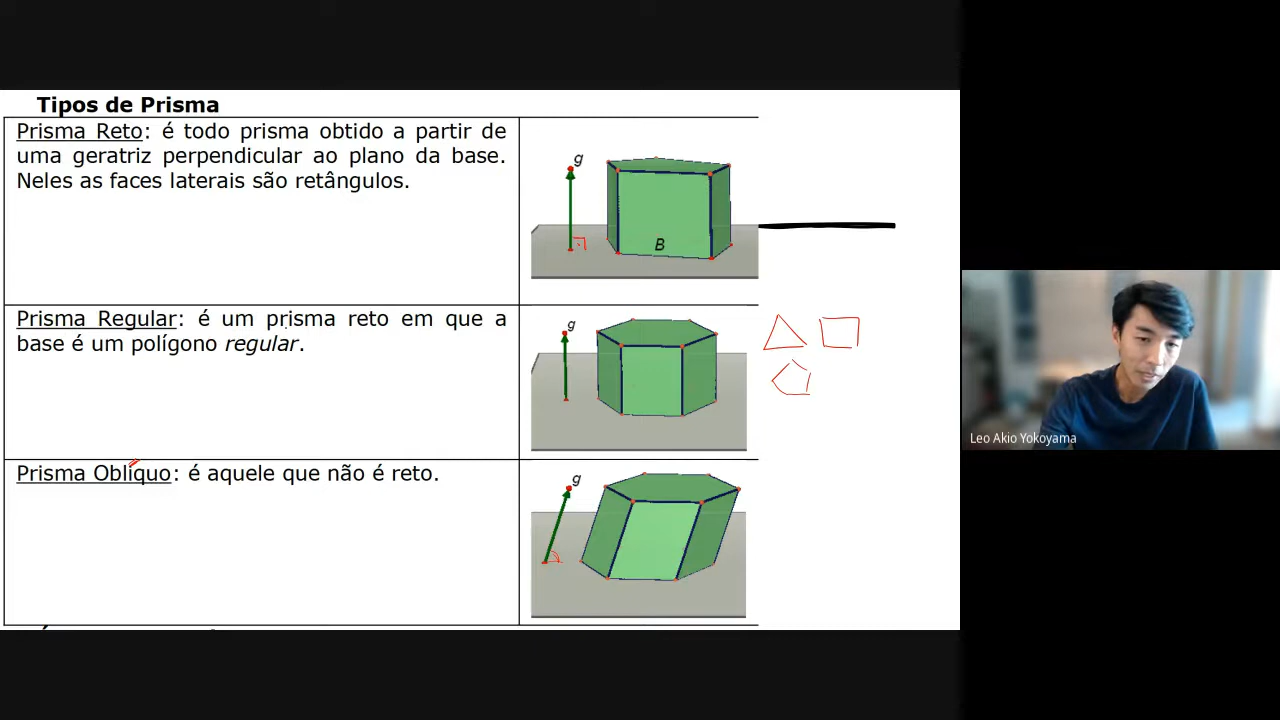 Tipos de Prisma
Prisma Reto: é todo prisma obtido a partir de
uma geratriz perpendicular ao plano da base.
Neles as faces laterais são retângulos.
g
B
Prisma Regular: é um prisma reto em que a
base é um polígono regular.
g
Prisma Oblíquo: é aquele que não é reto.
g
Leo Akio Yokoyama